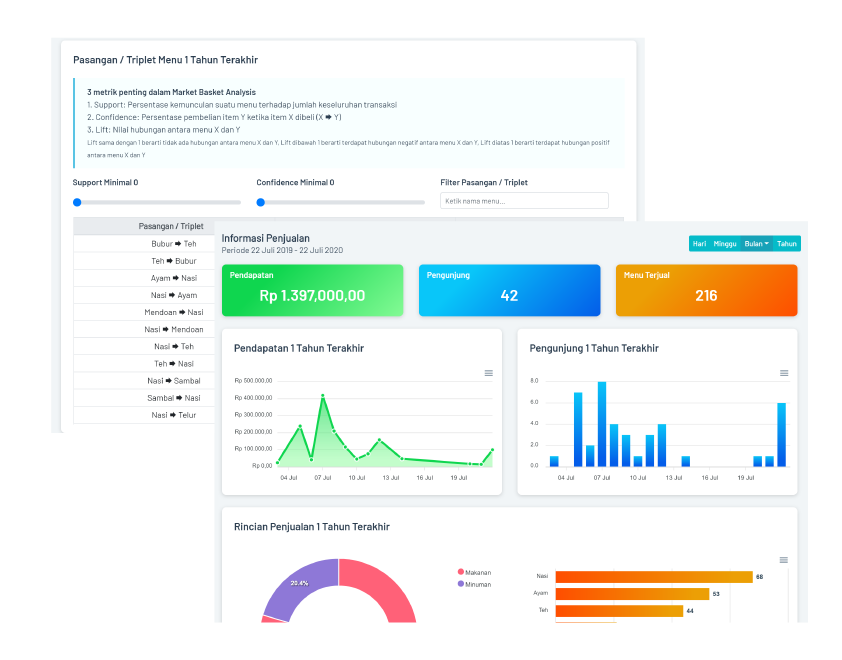 Pasangan / Triplet Menu 1 Tahun Terakhir
3 metrik penting dalam Market Basket Analysis
1. Support: Persentase kemunculan suatu menu terhadap jumlah keseluruhan transaksi
2. Confidence: Persentase pembelian item Y ketika item X dibeli (X ➡ Y)
3. Lift: Nilai hubungan antara menu X dan Y
Lift sama dengan 1 berarti tidak ada hubungan antara menu X dan Y, Lift dibawah 1 berarti terdapat hubungan negatif antara menu X dan Y, Lift diatas 1 berarti terdapat hubungan positif
antara menu X dan Y
Support Minimal 0
Confidence Minimal 0
Filter Pasangan / Triplet
Ketik nama menu...
Pasangan / Triplet
Bubur ➡ Teh
Teh ➡ Bubur
Ayam ➡ Nasi
Nasi ➡ Ayam
Mendoan ➡ Nasi
Nasi ➡ Mendoan
Nasi ➡ Teh
Teh ➡ Nasi
Nasi ➡ Sambal
Sambal ➡ Nasi
Nasi ➡ Telur
Informasi Penjualan
Periode 22 Juli 2019 - 22 Juli 2020
Hari Minggu Bulan Tahun
Pendapatan
Rp 1.397.000,00
Pengunjung
42
Menu Terjual
216
Pendapatan 1 Tahun Terakhir
Rp 500.000,00
Rp 400.000,00
Rp 300.000,00
Rp 200.000,00
Rp 100.000,00
Rp 0,00
04 Jul 07 Jul 10 Jul 13 Jul 16 Jul 19 Jul
Pengunjung 1 Tahun Terakhir
8.0
6.0
4.0
2.0
0.0
04 Jul 07 Jul 10 Jul 13 Jul 16 Jul 19 Jul
Rincian Penjualan 1 Tahun Terakhir
20.4%
Makanan
Minuman
Nasi 68
Ayam 53
Teh 44